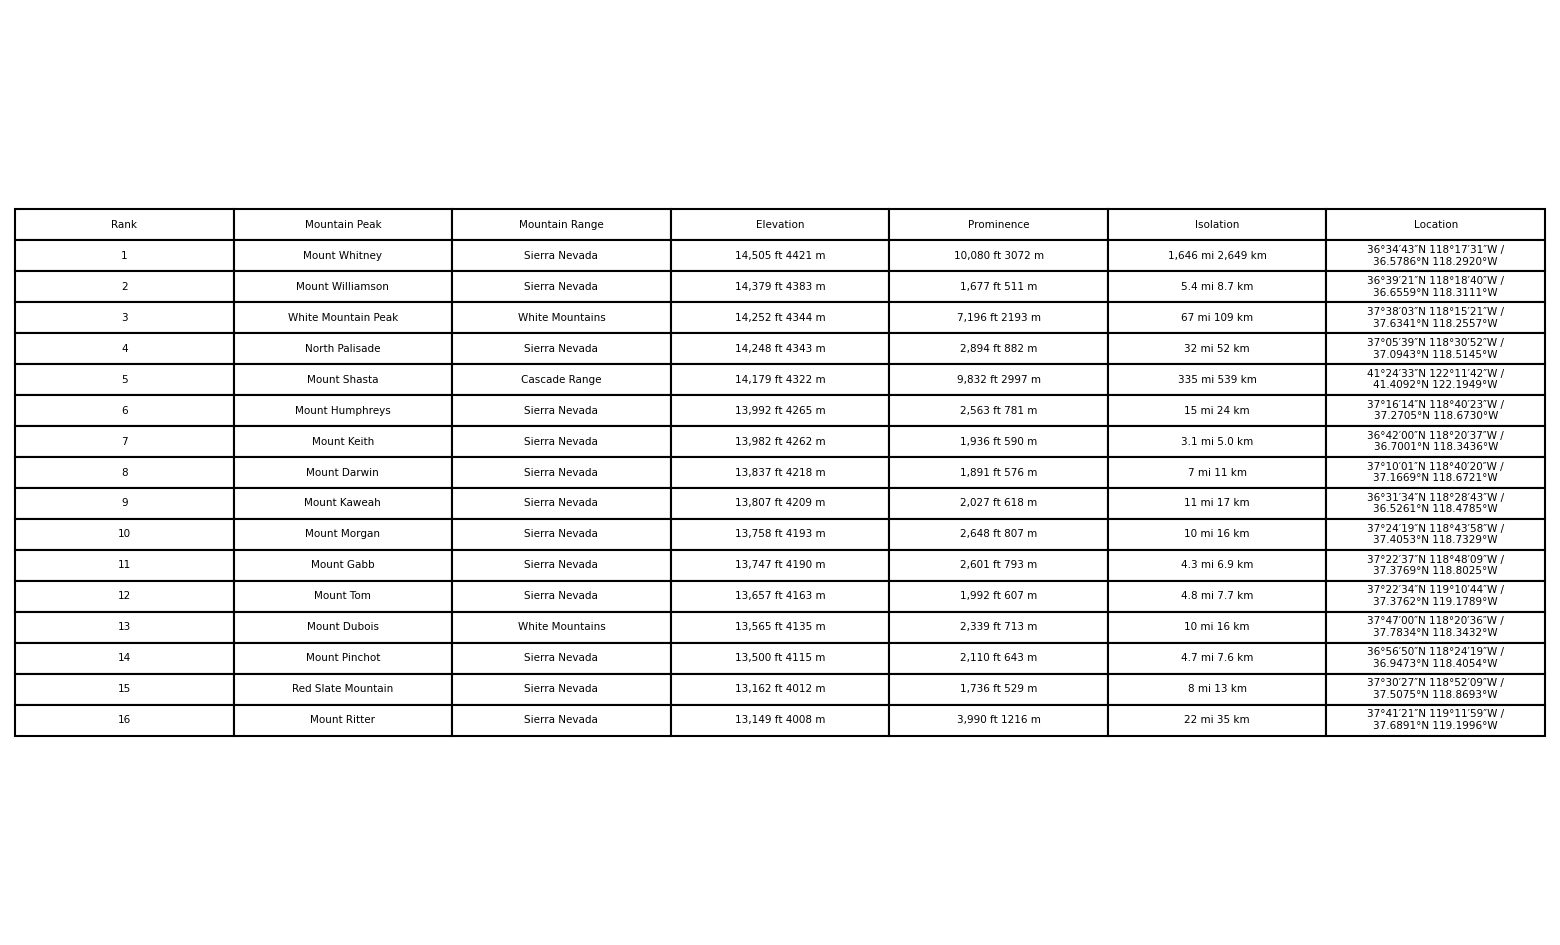 Rank Mountain Peak Mountain Range Elevation Prominence Isolation Location
1 Mount Whitney Sierra Nevada 14,505 ft 4421 m 10,080 ft 3072 m 1,646 mi 2,649 km 36°34′43″N 118°17′31″W /
36.5786°N 118.2920°W
2 Mount Williamson Sierra Nevada 14,379 ft 4383 m 1,677 ft 511 m 5.4 mi 8.7 km 36°39′21″N 118°18′40″W /
36.6559°N 118.3111°W
3 White Mountain Peak White Mountains 14,252 ft 4344 m 7,196 ft 2193 m 67 mi 109 km 37°38′03″N 118°15′21″W /
37.6341°N 118.2557°W
4 North Palisade Sierra Nevada 14,248 ft 4343 m 2,894 ft 882 m 32 mi 52 km 37°05′39″N 118°30′52″W /
37.0943°N 118.5145°W
5 Mount Shasta Cascade Range 14,179 ft 4322 m 9,832 ft 2997 m 335 mi 539 km 41°24′33″N 122°11′42″W /
41.4092°N 122.1949°W
6 Mount Humphreys Sierra Nevada 13,992 ft 4265 m 2,563 ft 781 m 15 mi 24 km 37°16′14″N 118°40′23″W /
37.2705°N 118.6730°W
7 Mount Keith Sierra Nevada 13,982 ft 4262 m 1,936 ft 590 m 3.1 mi 5.0 km 36°42′00″N 118°20′37″W /
36.7001°N 118.3436°W
8 Mount Darwin Sierra Nevada 13,837 ft 4218 m 1,891 ft 576 m 7 mi 11 km 37°10′01″N 118°40′20″W /
37.1669°N 118.6721°W
9 Mount Kaweah Sierra Nevada 13,807 ft 4209 m 2,027 ft 618 m 11 mi 17 km 36°31′34″N 118°28′43″W /
36.5261°N 118.4785°W
10 Mount Morgan Sierra Nevada 13,758 ft 4193 m 2,648 ft 807 m 10 mi 16 km 37°24′19″N 118°43′58″W /
37.4053°N 118.7329°W
11 Mount Gabb Sierra Nevada 13,747 ft 4190 m 2,601 ft 793 m 4.3 mi 6.9 km 37°22′37″N 118°48′09″W /
37.3769°N 118.8025°W
12 Mount Tom Sierra Nevada 13,657 ft 4163 m 1,992 ft 607 m 4.8 mi 7.7 km 37°22′34″N 119°10′44″W /
37.3762°N 119.1789°W
13 Mount Dubois White Mountains 13,565 ft 4135 m 2,339 ft 713 m 10 mi 16 km 37°47′00″N 118°20′36″W /
37.7834°N 118.3432°W
14 Mount Pinchot Sierra Nevada 13,500 ft 4115 m 2,110 ft 643 m 4.7 mi 7.6 km 36°56′50″N 118°24′19″W /
36.9473°N 118.4054°W
15 Red Slate Mountain Sierra Nevada 13,162 ft 4012 m 1,736 ft 529 m 8 mi 13 km 37°30′27″N 118°52′09″W /
37.5075°N 118.8693°W
16 Mount Ritter Sierra Nevada 13,149 ft 4008 m 3,990 ft 1216 m 22 mi 35 km 37°41′21″N 119°11′59″W /
37.6891°N 119.1996°W